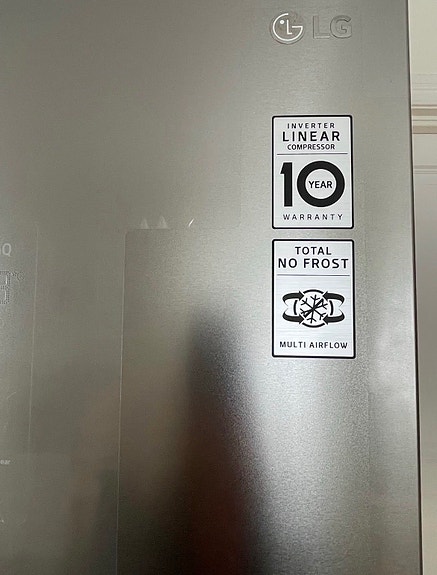 LG
INVERTER
LINEAR
COMPRESSOR
10 YEAR
WARRANTY
TOTAL
NO FROST
MULTI AIRFLOW